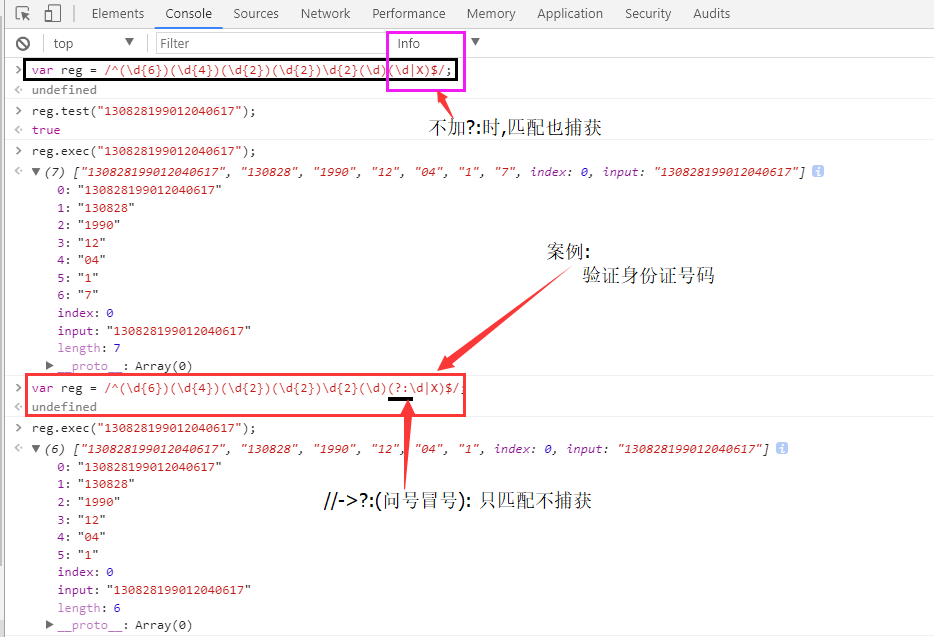 Elements Console Sources Network Performance Memory Application Security Audits
top ▼ Filter Info ▼
> var reg = /^(\d{6})(\d{4})(\d{2})(\d{2})\d{2}(\d)(\d|X)$/;
undefined
不加?:时,匹配也捕获
> reg.test("130828199012040617");
true
> reg.exec("130828199012040617");
▼ (7) ["130828199012040617", "130828", "1990", "12", "04", "1", "7", index: 0, input: "130828199012040617"] i
0: "130828199012040617"
1: "130828"
2: "1990"
3: "12"
4: "04"
5: "1"
6: "7"
index: 0
input: "130828199012040617"
length: 7
▶ __proto__: Array(0)
案例:
验证身份证号码
> var reg = /^(\d{6})(\d{4})(\d{2})(\d{2})\d{2}(\d)(?:\d|X)$/;
undefined
> reg.exec("130828199012040617");
▼ (6) ["130828199012040617", "130828", "1990", "12", "04", "1", index: 0, input: "130828199012040617"] i
0: "130828199012040617"
1: "130828"
2: "1990"
3: "12"
4: "04"
5: "1"
index: 0
input: "130828199012040617"
length: 6
▶ __proto__: Array(0)
//->?:(问号冒号): 只匹配不捕获